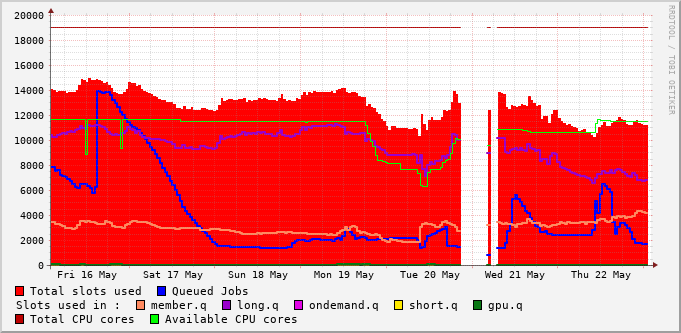 20000
18000
16000
14000
12000
10000
8000
6000
4000
2000
0
Fri 16 May Sat 17 May Sun 18 May Mon 19 May Tue 20 May Wed 21 May Thu 22 May
Total slots used Queued Jobs
Slots used in : member.q long.q ondemand.q short.q gpu.q
Total CPU cores Available CPU cores
RRDTOOL / TOBI OETIKER